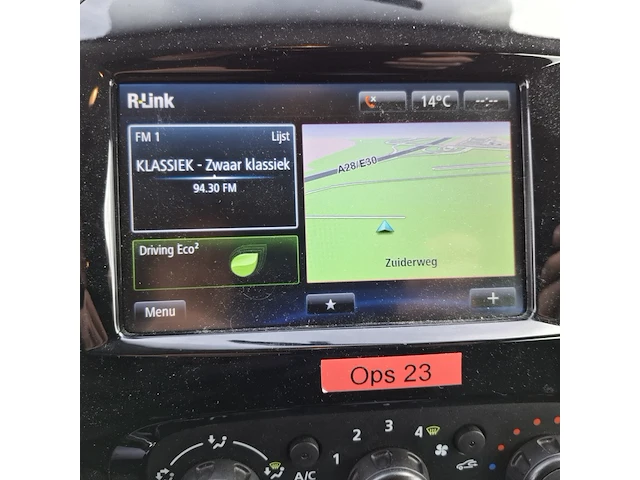 R-Link
14°C
--:--
FM 1
Lijst
KLASSIEK - Zwaar klassiek
94.30 FM
A28/E30
Driving Eco²
Zuiderweg
Menu
Ops 23
1 2 3 4
A/C